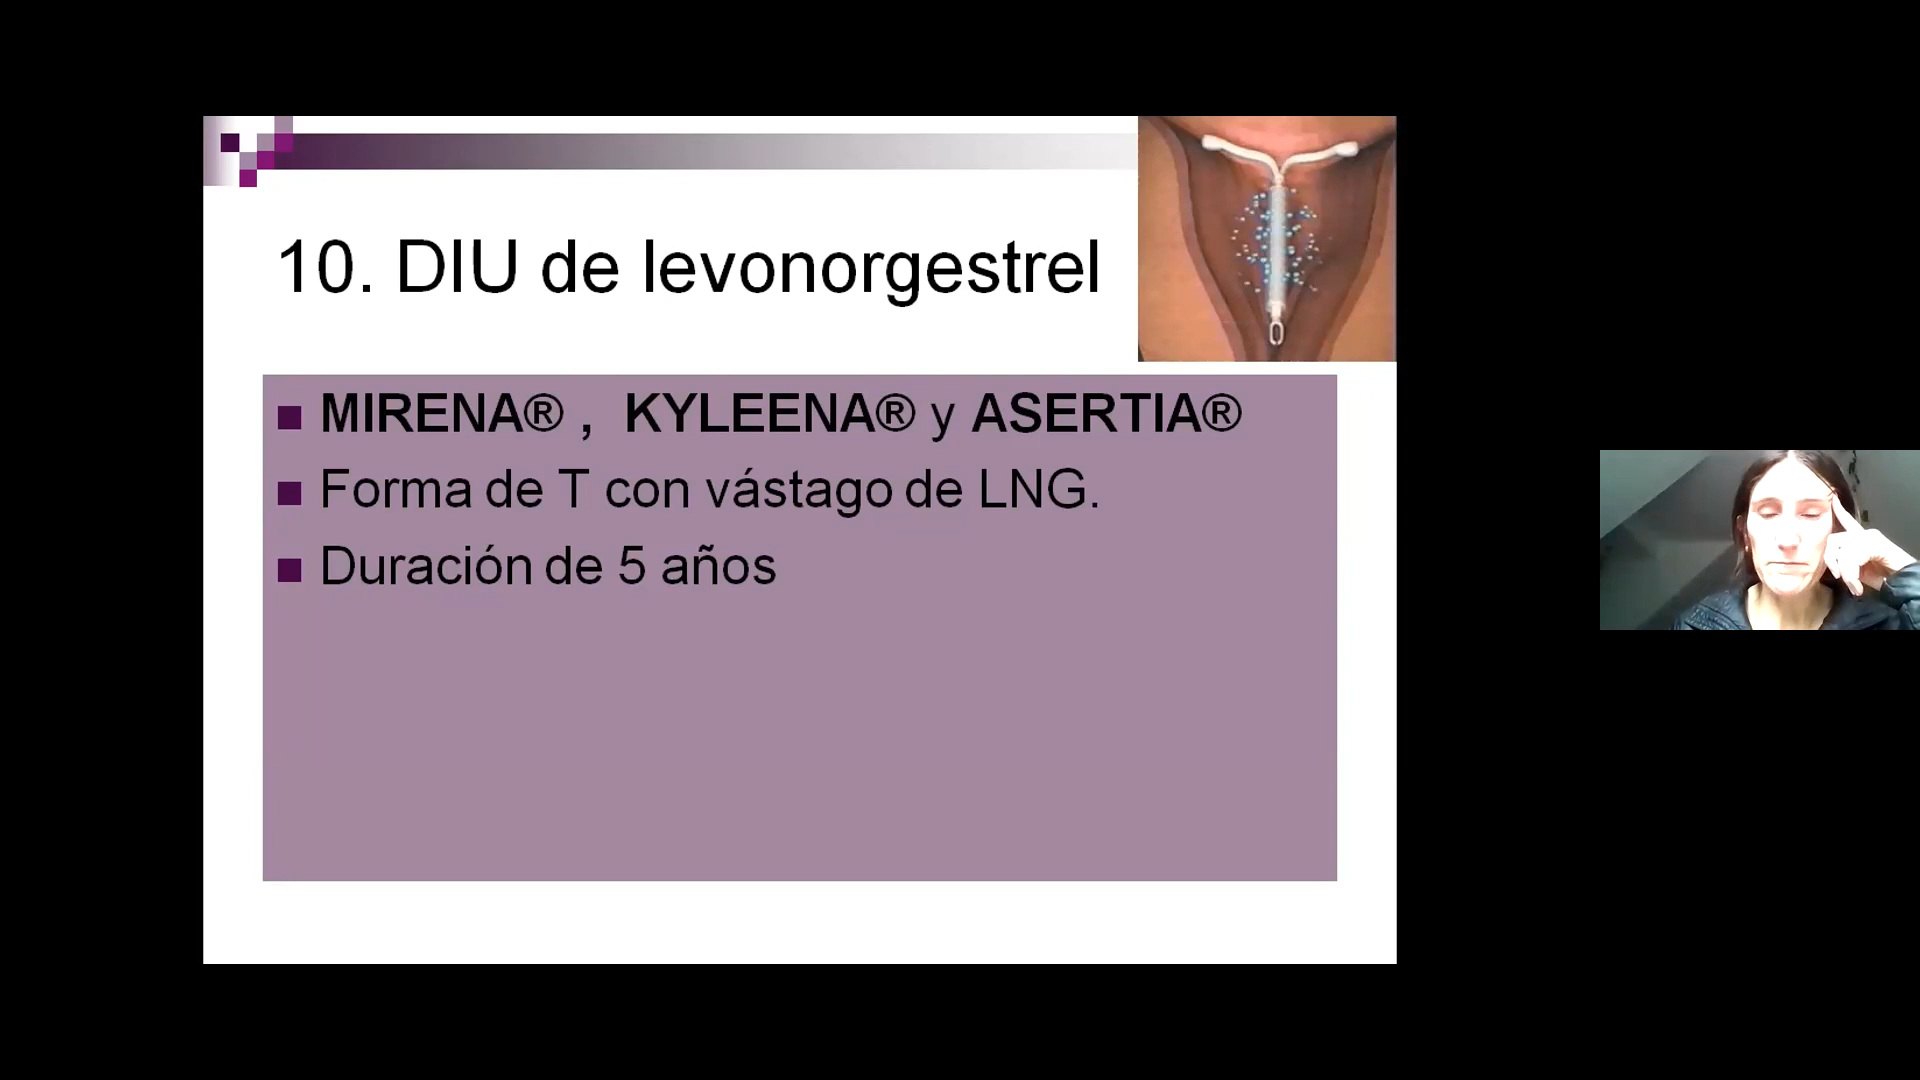 10. DIU de levonorgestrel
MIRENA® , KYLEENA® y ASERTIA®
Forma de T con vástago de LNG.
Duración de 5 años